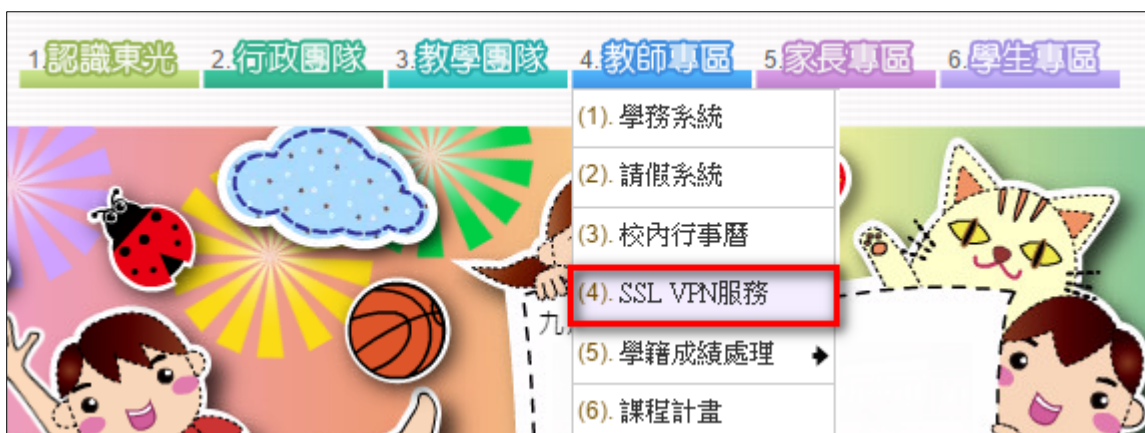 1.認識東光 2.行政團隊 3.教學團隊 4.教師專區 5.家長專區 6.學生專區
(1). 學務系統
(2). 請假系統
(3). 校內行事曆
(4). SSL VPN服務
九
(5). 學籍成績處理
(6). 課程計畫